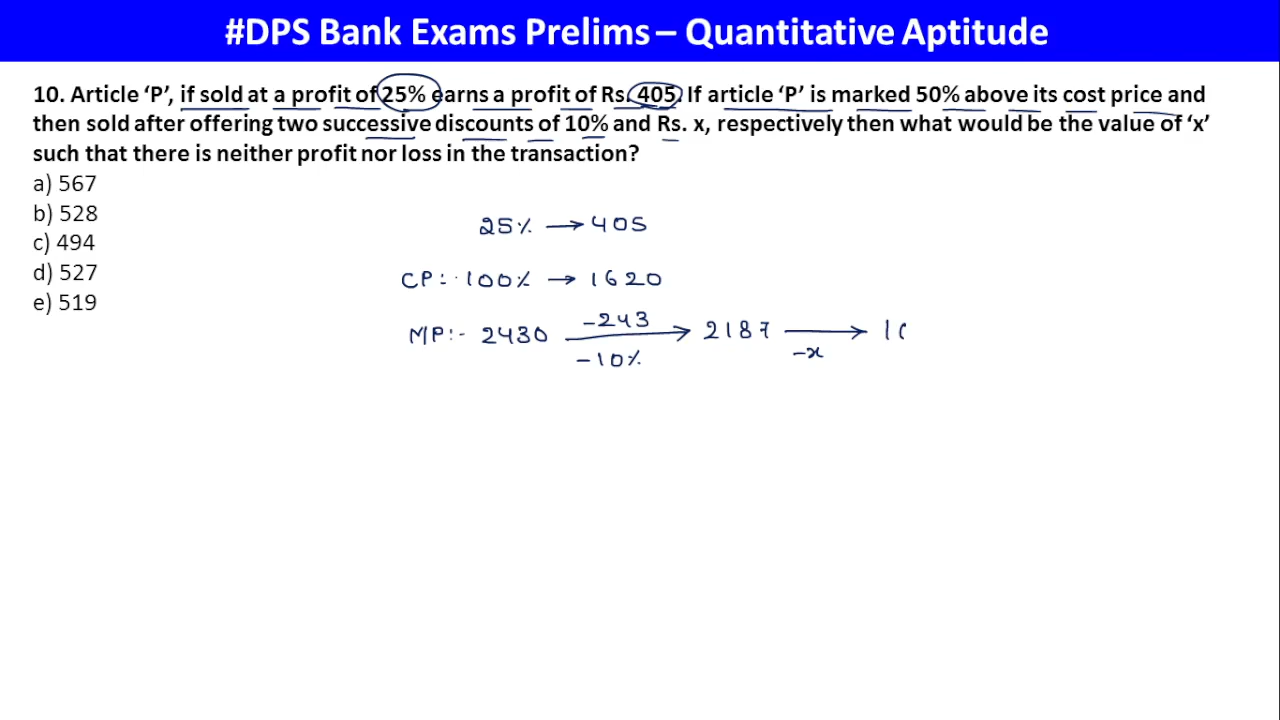 #DPS Bank Exams Prelims – Quantitative Aptitude
10. Article ‘P’, if sold at a profit of 25% earns a profit of Rs. 405. If article ‘P’ is marked 50% above its cost price and
then sold after offering two successive discounts of 10% and Rs. x, respectively then what would be the value of ‘x’
such that there is neither profit nor loss in the transaction?
a) 567
b) 528
c) 494
d) 527
e) 519
25% → 405
CP:- 100% → 1620
-243
MP:- 2430 → 2187 → 1
-10% -x